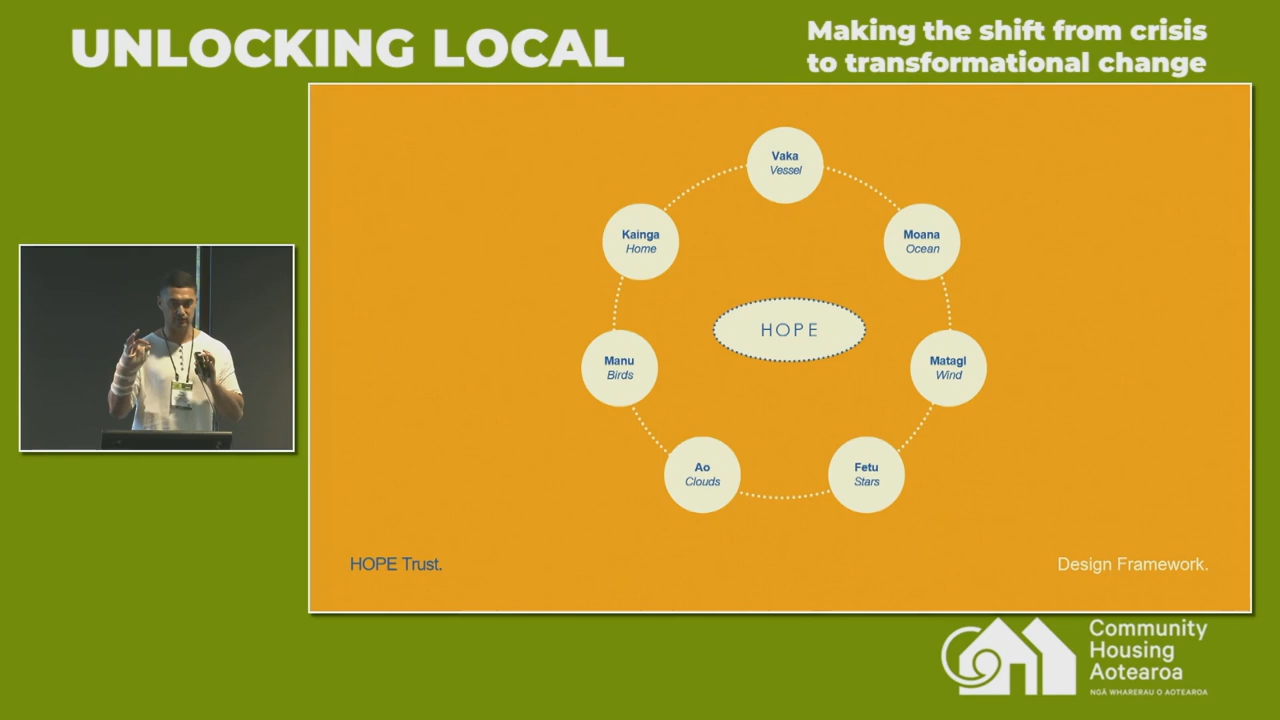 UNLOCKING LOCAL
Making the shift from crisis
to transformational change
Vaka
Vessel
Kainga
Home
Moana
Ocean
HOPE
Manu
Birds
Matagi
Wind
Ao
Clouds
Fetu
Stars
HOPE Trust.
Design Framework.
Community
Housing
Aotearoa
NGĀ WHARERAU O AOTEAROA